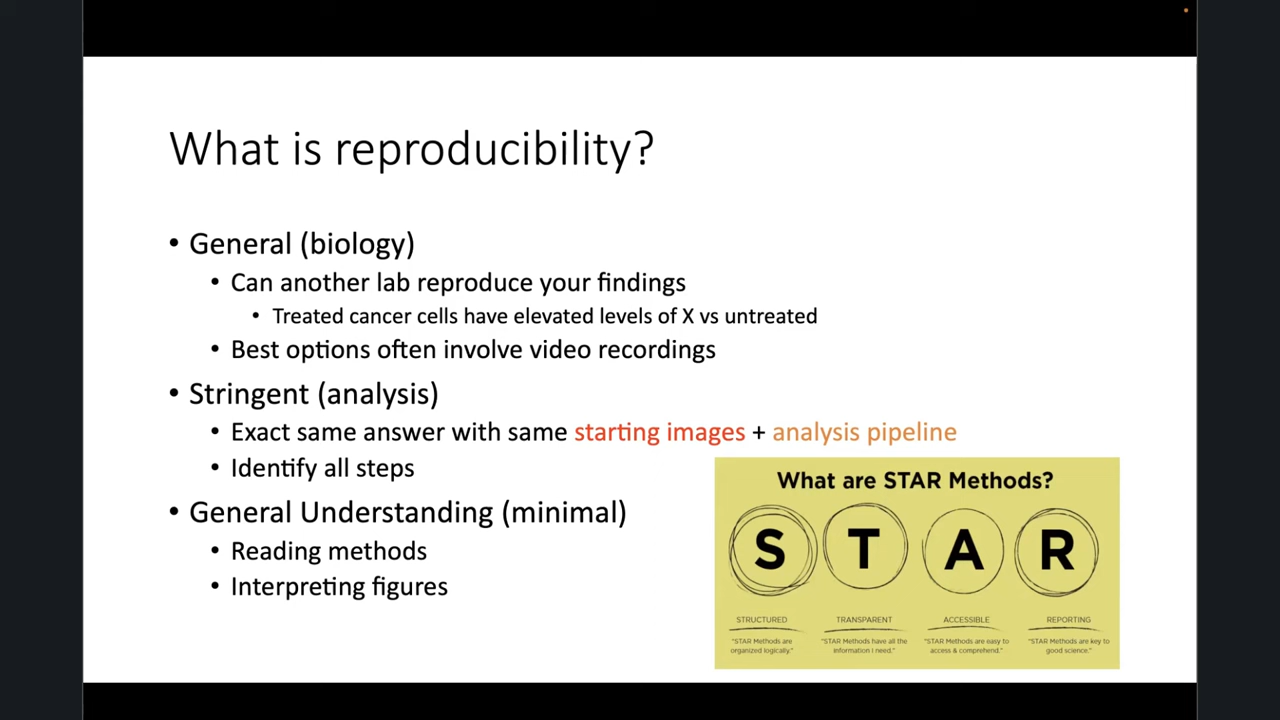 What is reproducibility?
• General (biology)
• Can another lab reproduce your findings
• Treated cancer cells have elevated levels of X vs untreated
• Best options often involve video recordings
• Stringent (analysis)
• Exact same answer with same starting images + analysis pipeline
• Identify all steps
• General Understanding (minimal)
• Reading methods
• Interpreting figures
What are STAR Methods?
S T A R
STRUCTURED TRANSPARENT ACCESSIBLE REPORTING
"STAR Methods are organized logically."
"STAR Methods have all the information I need."
"STAR Methods are easy to access & comprehend."
"STAR Methods are key to good science."